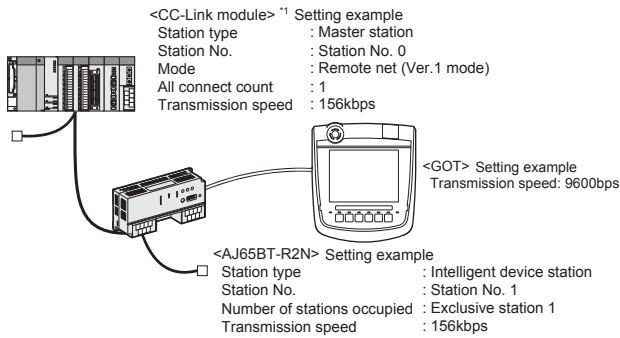 <CC-Link module> *1 Setting example
Station type : Master station
Station No. : Station No. 0
Mode : Remote net (Ver.1 mode)
All connect count : 1
Transmission speed : 156kbps
<GOT> Setting example
Transmission speed: 9600bps
<AJ65BT-R2N> Setting example
Station type : Intelligent device station
Station No. : Station No. 1
Number of stations occupied : Exclusive station 1
Transmission speed : 156kbps